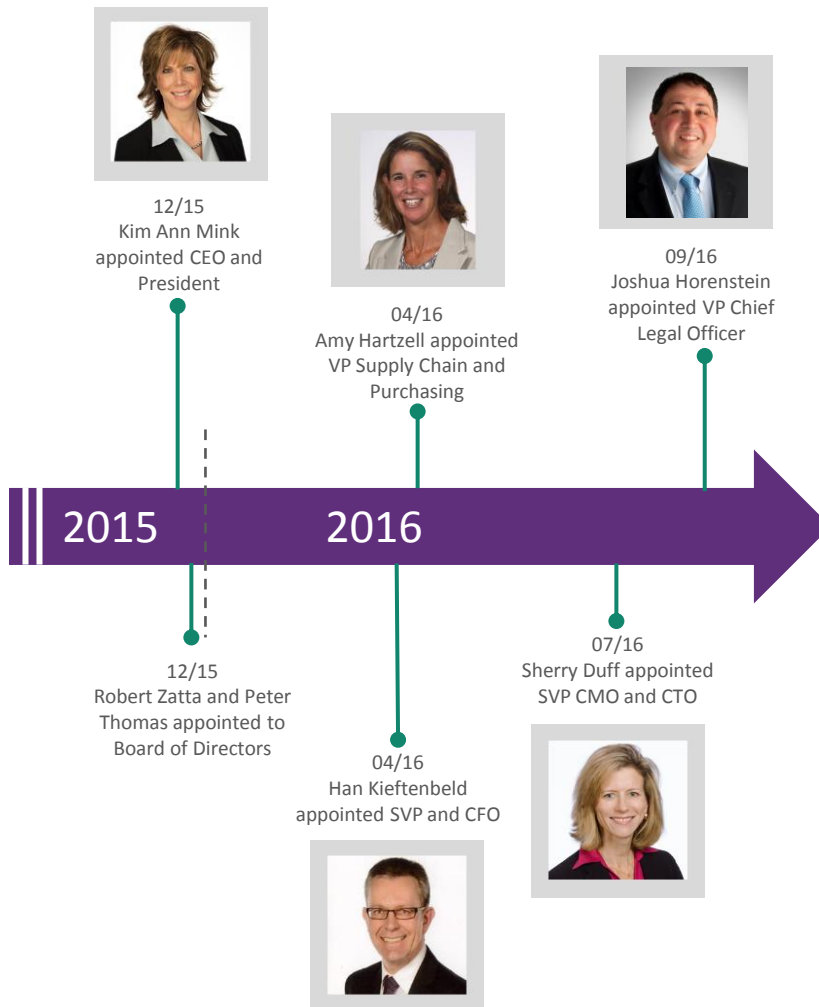 12/15
Kim Ann Mink
appointed CEO and
President
04/16
Amy Hartzell appointed
VP Supply Chain and
Purchasing
09/16
Joshua Horenstein
appointed VP Chief
Legal Officer
2015
2016
12/15
Robert Zatta and Peter
Thomas appointed to
Board of Directors
04/16
Han Kieftenbeld
appointed SVP and CFO
07/16
Sherry Duff appointed
SVP CMO and CTO